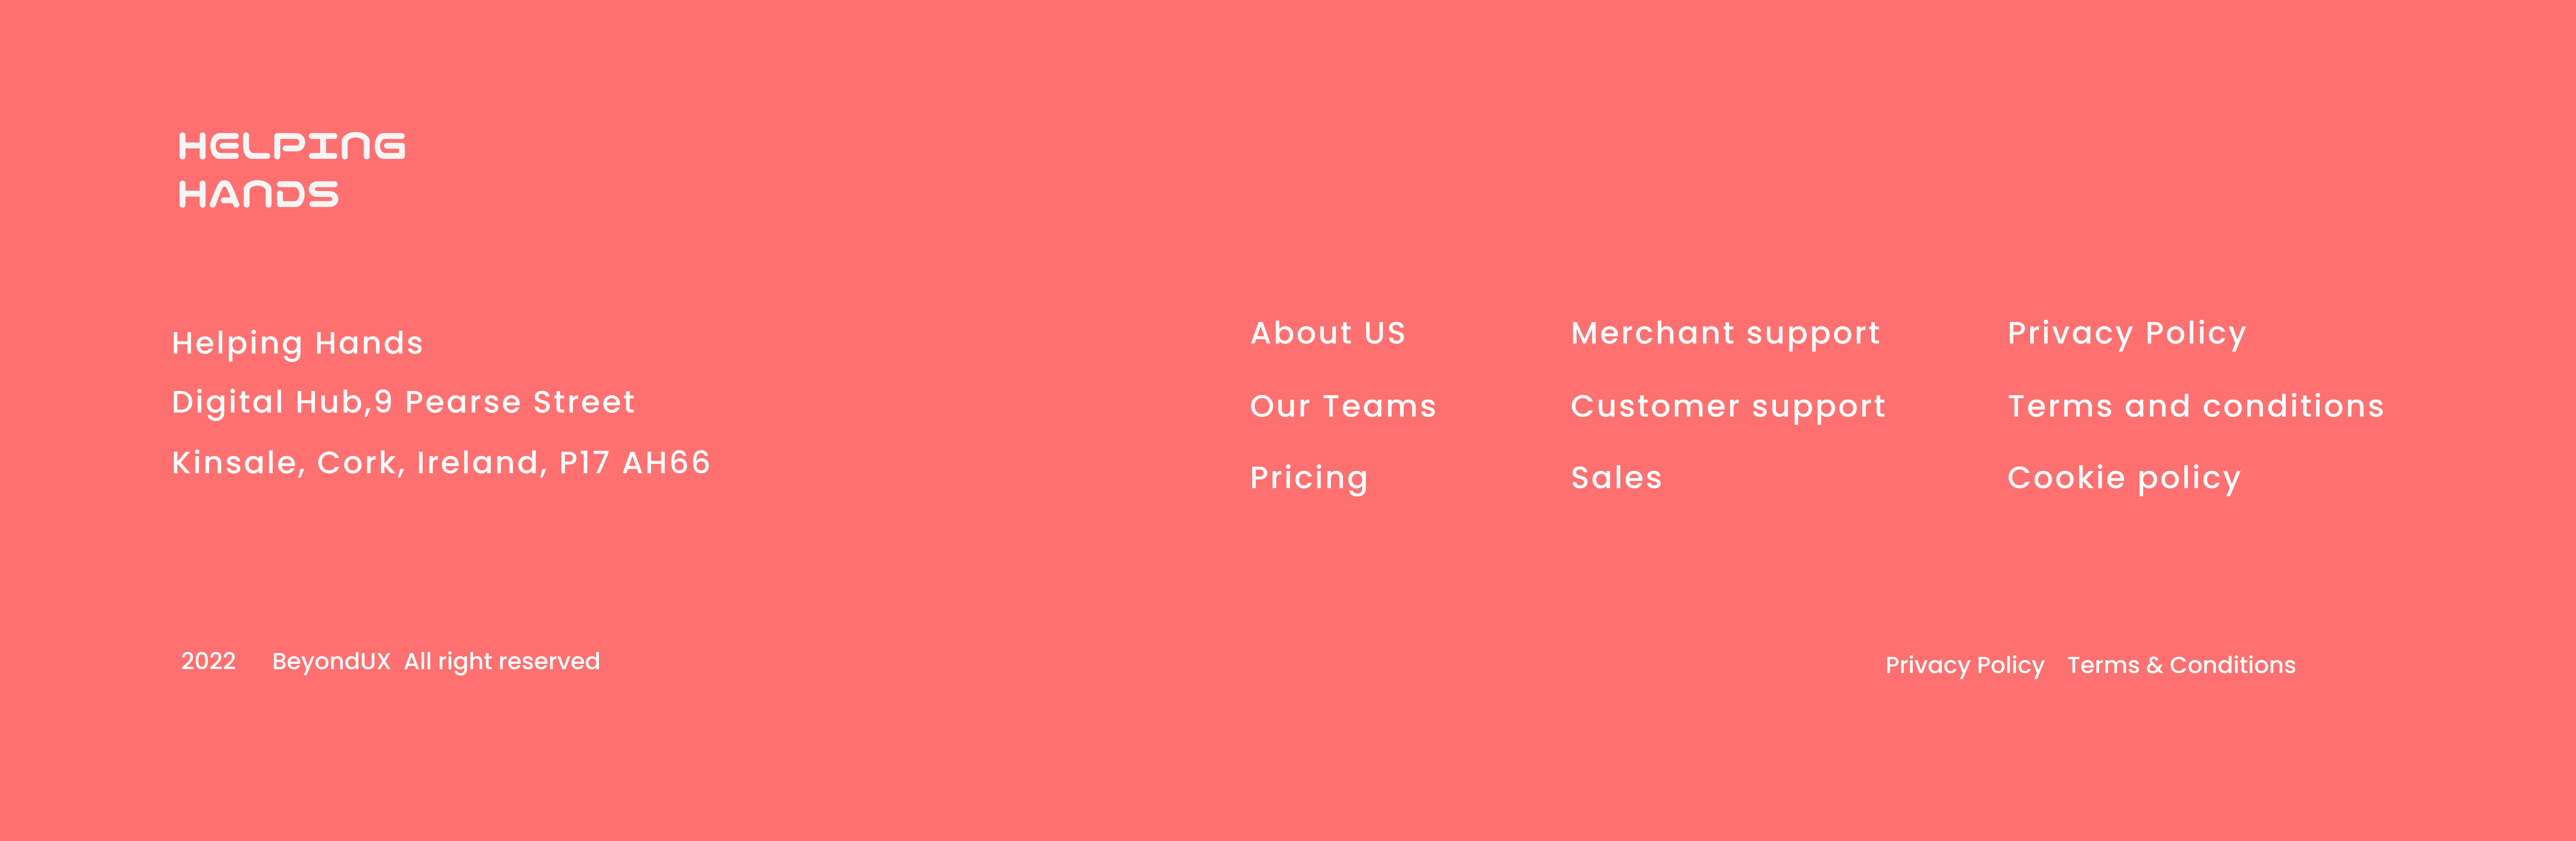 HELPING
HANDS
Helping Hands
Digital Hub,9 Pearse Street
Kinsale, Cork, Ireland, P17 AH66
About US
Our Teams
Pricing
Merchant support
Customer support
Sales
Privacy Policy
Terms and conditions
Cookie policy
2022 BeyondUX All right reserved
Privacy Policy Terms & Conditions